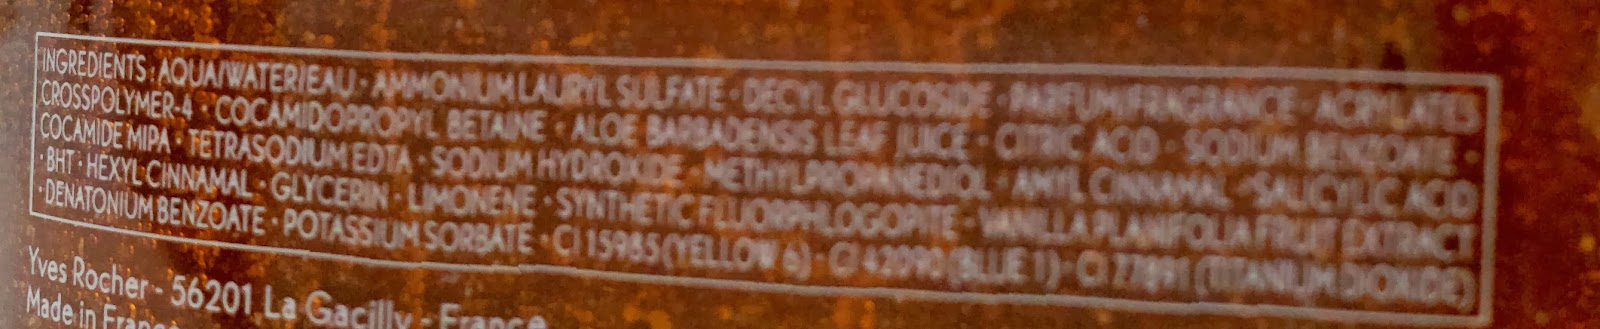 INGREDIENTS : AQUA/WATER/EAU · AMMONIUM LAURYL SULFATE · DECYL GLUCOSIDE · PARFUM/FRAGRANCE · ACRYLATES
CROSSPOLYMER-4 · COCAMIDOPROPYL BETAINE · ALOE BARBADENSIS LEAF JUICE · CITRIC ACID · SODIUM BENZOATE ·
COCAMIDE MIPA · TETRASODIUM EDTA · SODIUM HYDROXIDE · METHYLPROPANEDIOL · AMYL CINNAMAL · SALICYLIC ACID
· BHT · HEXYL CINNAMAL · GLYCERIN · LIMONENE · SYNTHETIC FLUORPHLOGOPITE · VANILLA PLANIFOLIA FRUIT EXTRACT
· DENATONIUM BENZOATE · POTASSIUM SORBATE · CI 15985 (YELLOW 6) · CI 42090 (BLUE 1) · CI 77891 (TITANIUM DIOXIDE)
Yves Rocher - 56201 La Gacilly - France
Made in Franc